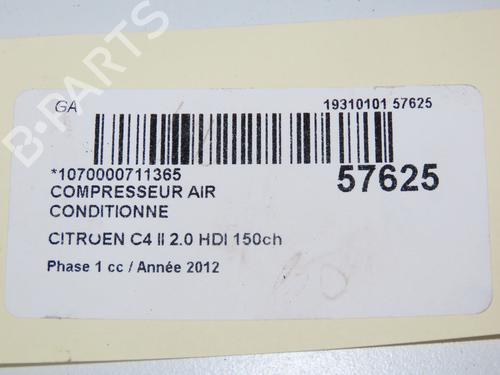 B-PARTS
GA
19310101 57625
*1070000711365
57625
COMPRESSEUR AIR
CONDITIONNE
CITROEN C4 II 2.0 HDI 150ch
Phase 1 cc / Année 2012